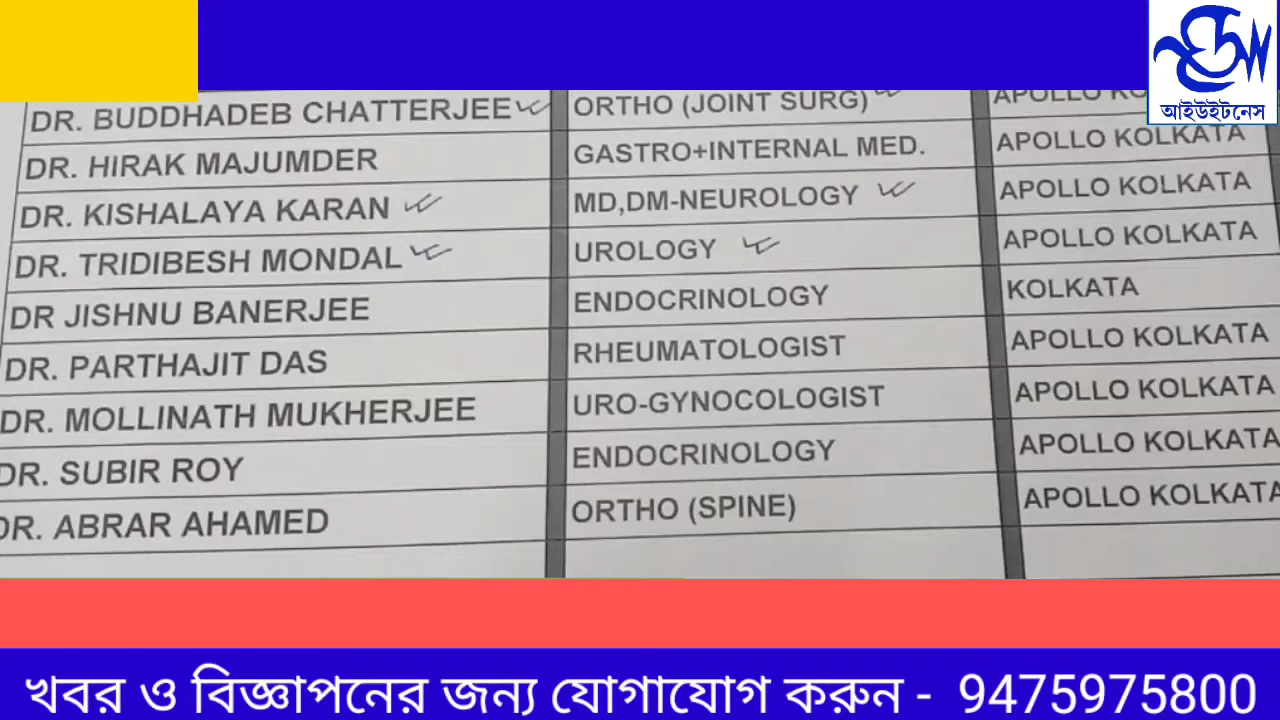 আইউইটনেস
DR. BUDDHADEB CHATTERJEE ORTHO (JOINT SURG) APOLLO
DR. HIRAK MAJUMDER GASTRO+INTERNAL MED. APOLLO KOLKATA
DR. KISHALAYA KARAN MD,DM-NEUROLOGY APOLLO KOLKATA
DR. TRIDIBESH MONDAL UROLOGY APOLLO KOLKATA
DR JISHNU BANERJEE ENDOCRINOLOGY KOLKATA
DR. PARTHAJIT DAS RHEUMATOLOGIST APOLLO KOLKATA
DR. MOLLINATH MUKHERJEE URO-GYNOCOLOGIST APOLLO KOLKATA
DR. SUBIR ROY ENDOCRINOLOGY APOLLO KOLKATA
DR. ABRAR AHAMED ORTHO (SPINE) APOLLO KOLKATA
খবর ও বিজ্ঞাপনের জন্য যোগাযোগ করুন - 9475975800